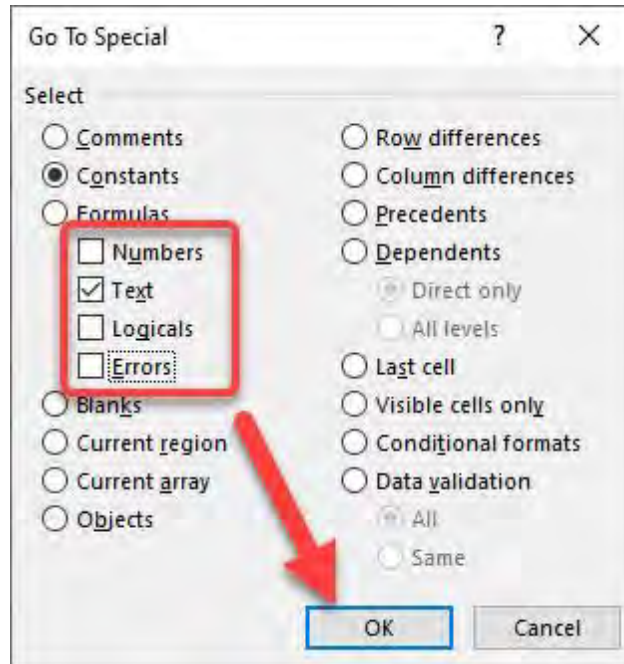 Go To Special
?
Select
Comments
Constants
Formulas
Numbers
Text
Logicals
Errors
Blanks
Current region
Current array
Objects
Row differences
Column differences
Precedents
Dependents
Direct only
All levels
Last cell
Visible cells only
Conditional formats
Data validation
All
Same
OK
Cancel